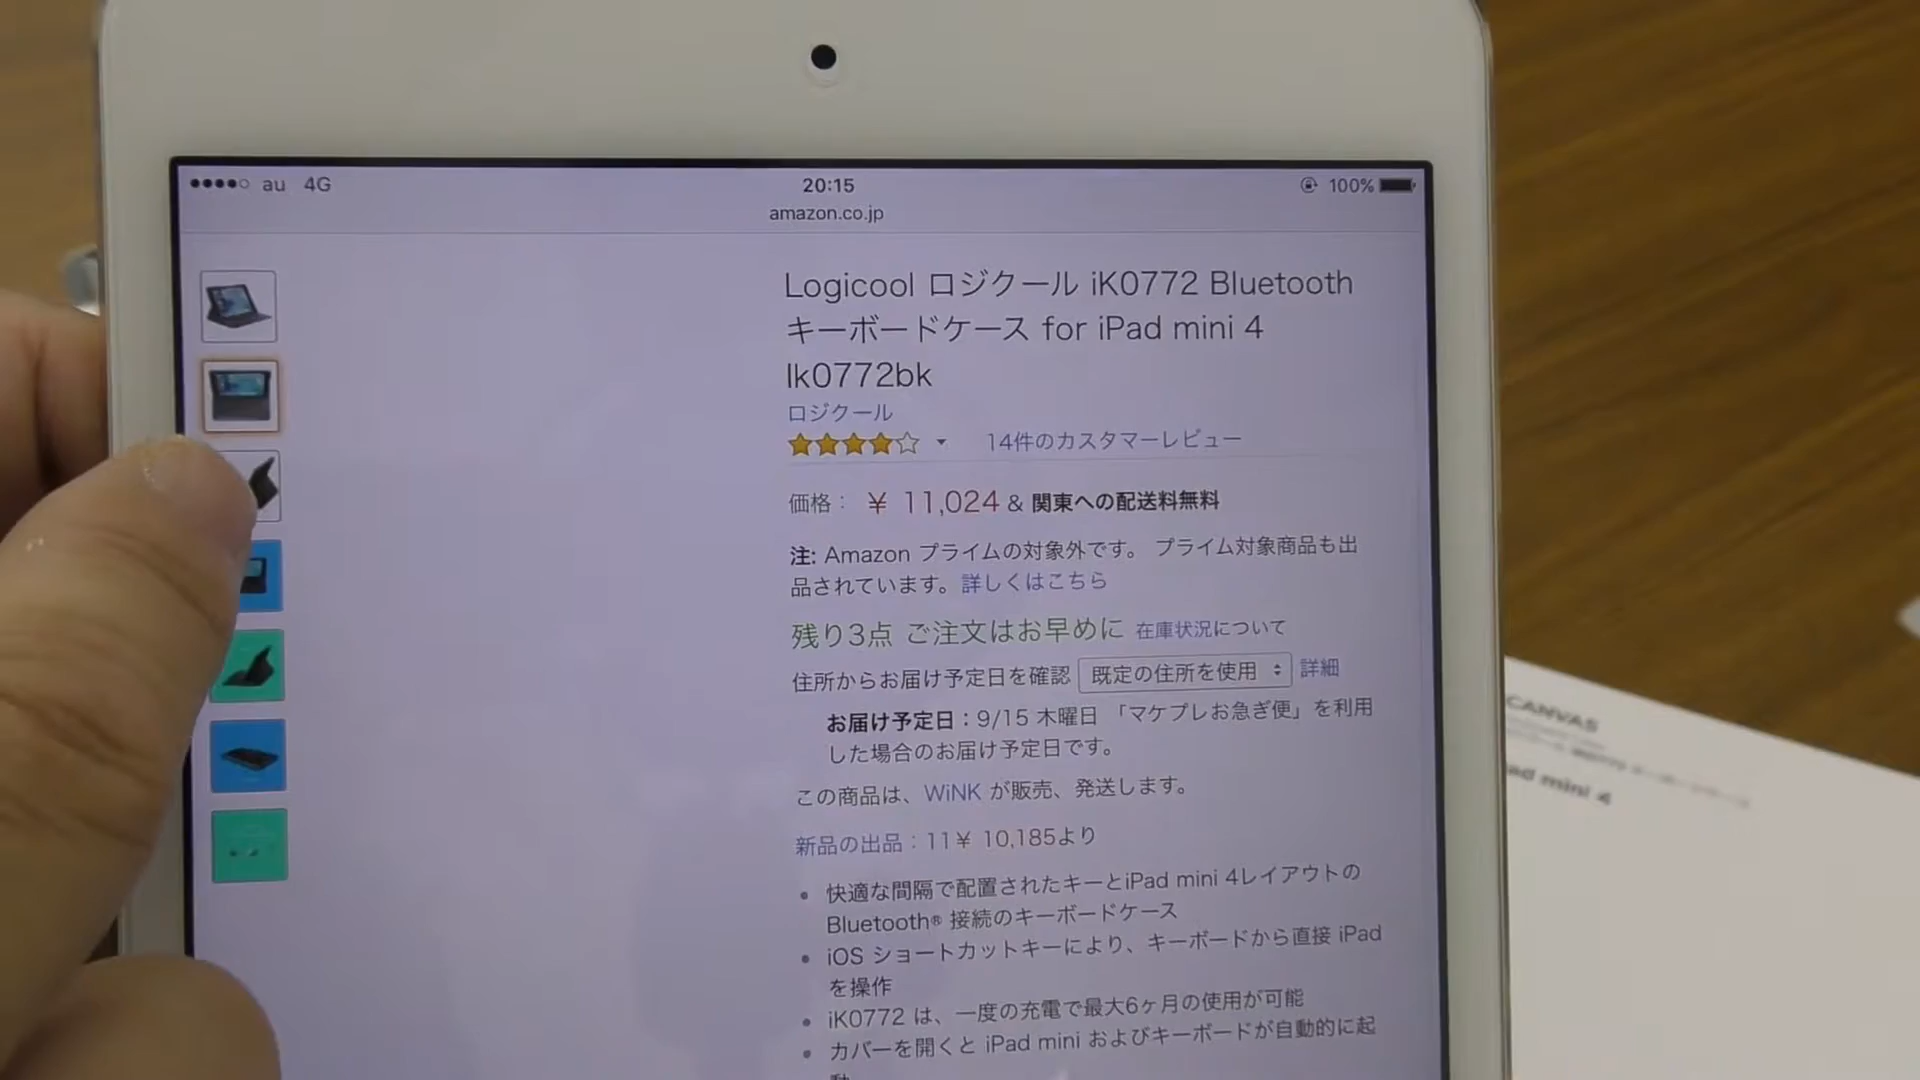 au 4G
20:15
100%
amazon.co.jp
Logicool ロジクール iK0772 Bluetooth
キーボードケース for iPad mini 4
Ik0772bk
ロジクール
14件のカスタマーレビュー
価格： ￥ 11,024 & 関東への配送料無料
注: Amazon プライムの対象外です。 プライム対象商品も出
品されています。詳しくはこちら
残り3点 ご注文はお早めに 在庫状況について
住所からお届け予定日を確認 既定の住所を使用 詳細
お届け予定日：9/15 木曜日 「マケプレお急ぎ便」を利用
した場合のお届け予定日です。
この商品は、WiNK が販売、発送します。
新品の出品：11￥ 10,185より
• 快適な間隔で配置されたキーとiPad mini 4レイアウトの
Bluetooth® 接続のキーボードケース
• iOS ショートカットキーにより、キーボードから直接 iPad
を操作
• iK0772 は、一度の充電で最大6ヶ月の使用が可能
• カバーを開くと iPad mini およびキーボードが自動的に起
CANVAS
ad mini 4